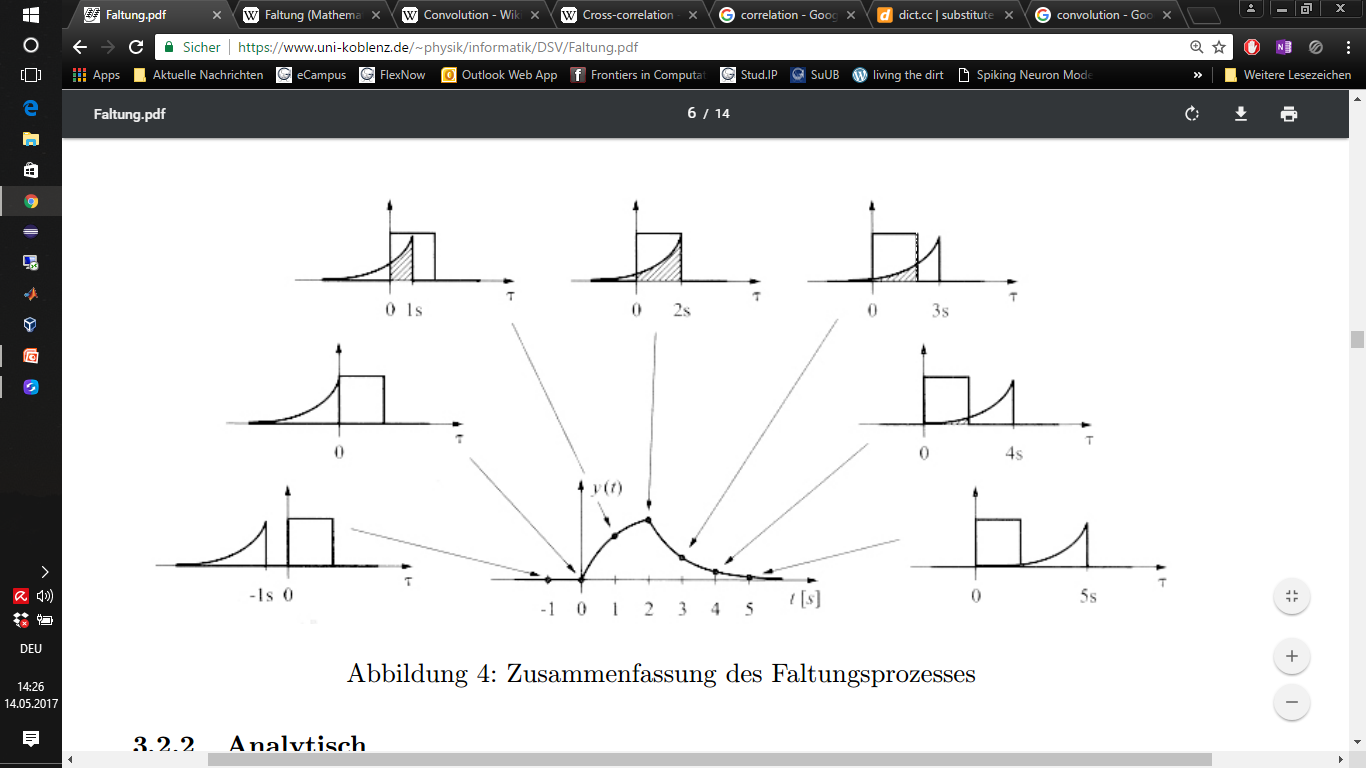 Faltung.pdf
Faltung (Mathema
Convolution - Wik
Cross-correlation -
correlation - Goog
dict.cc | substitute
convolution - Goo
Sicher https://www.uni-koblenz.de/~physik/informatik/DSV/Faltung.pdf
Apps
Aktuelle Nachrichten
eCampus
FlexNow
Outlook Web App
Frontiers in Computat
Stud.IP
SuUB
living the dirt
Spiking Neuron Mode
»
Weitere Lesezeichen
Faltung.pdf
6 / 14
0 1s τ
0 2s τ
0 3s τ
0 τ
0 4s τ
y(t)
-1s 0 τ
-1 0 1 2 3 4 5 t [s]
0 5s τ
Abbildung 4: Zusammenfassung des Faltungsprozesses
3.2.2 Analytisch
DEU
14:26
14.05.2017